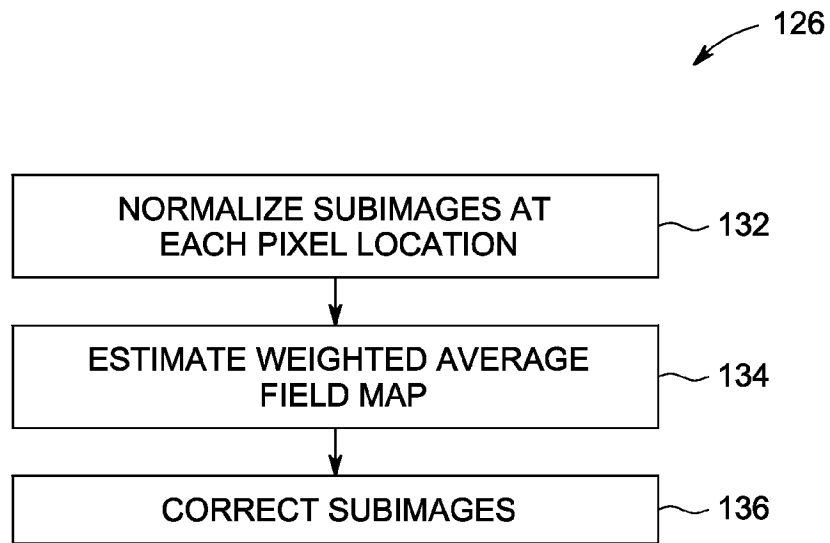 126
NORMALIZE SUBIMAGES AT
EACH PIXEL LOCATION
132
ESTIMATE WEIGHTED AVERAGE
FIELD MAP
134
CORRECT SUBIMAGES
136